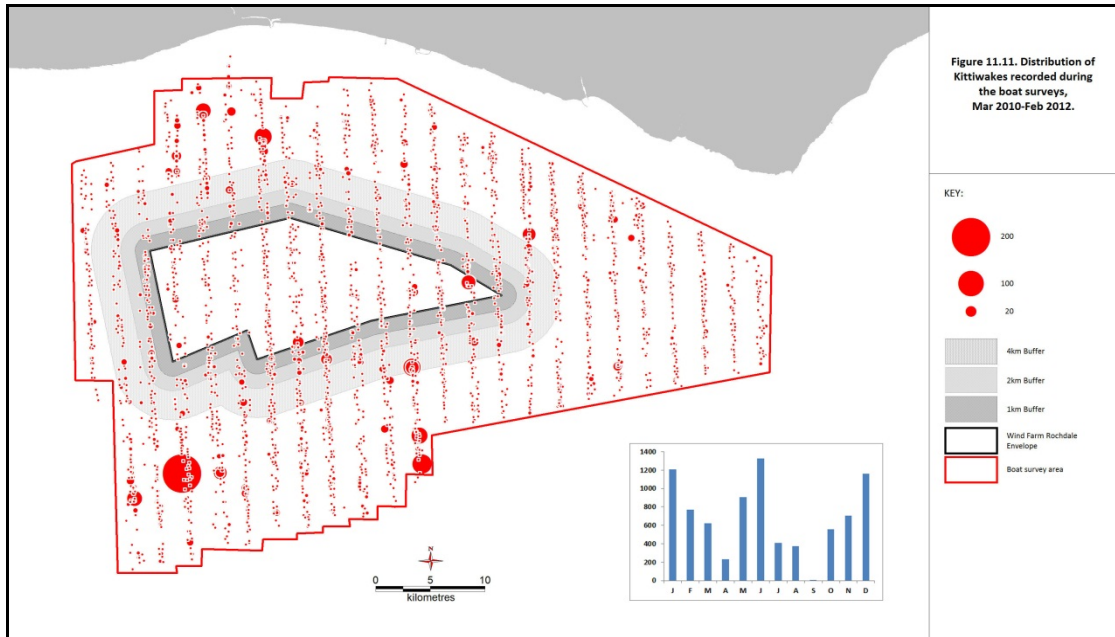 Figure 11.11. Distribution of
Kittiwakes recorded during
the boat surveys,
Mar 2010-Feb 2012.
KEY:
200
100
20
4km Buffer
2km Buffer
1km Buffer
Wind Farm Rochdale
Envelope
Boat survey area
N
0 5 10
kilometres
1400
1200
1000
800
600
400
200
0
J F M A M J J A S O N D